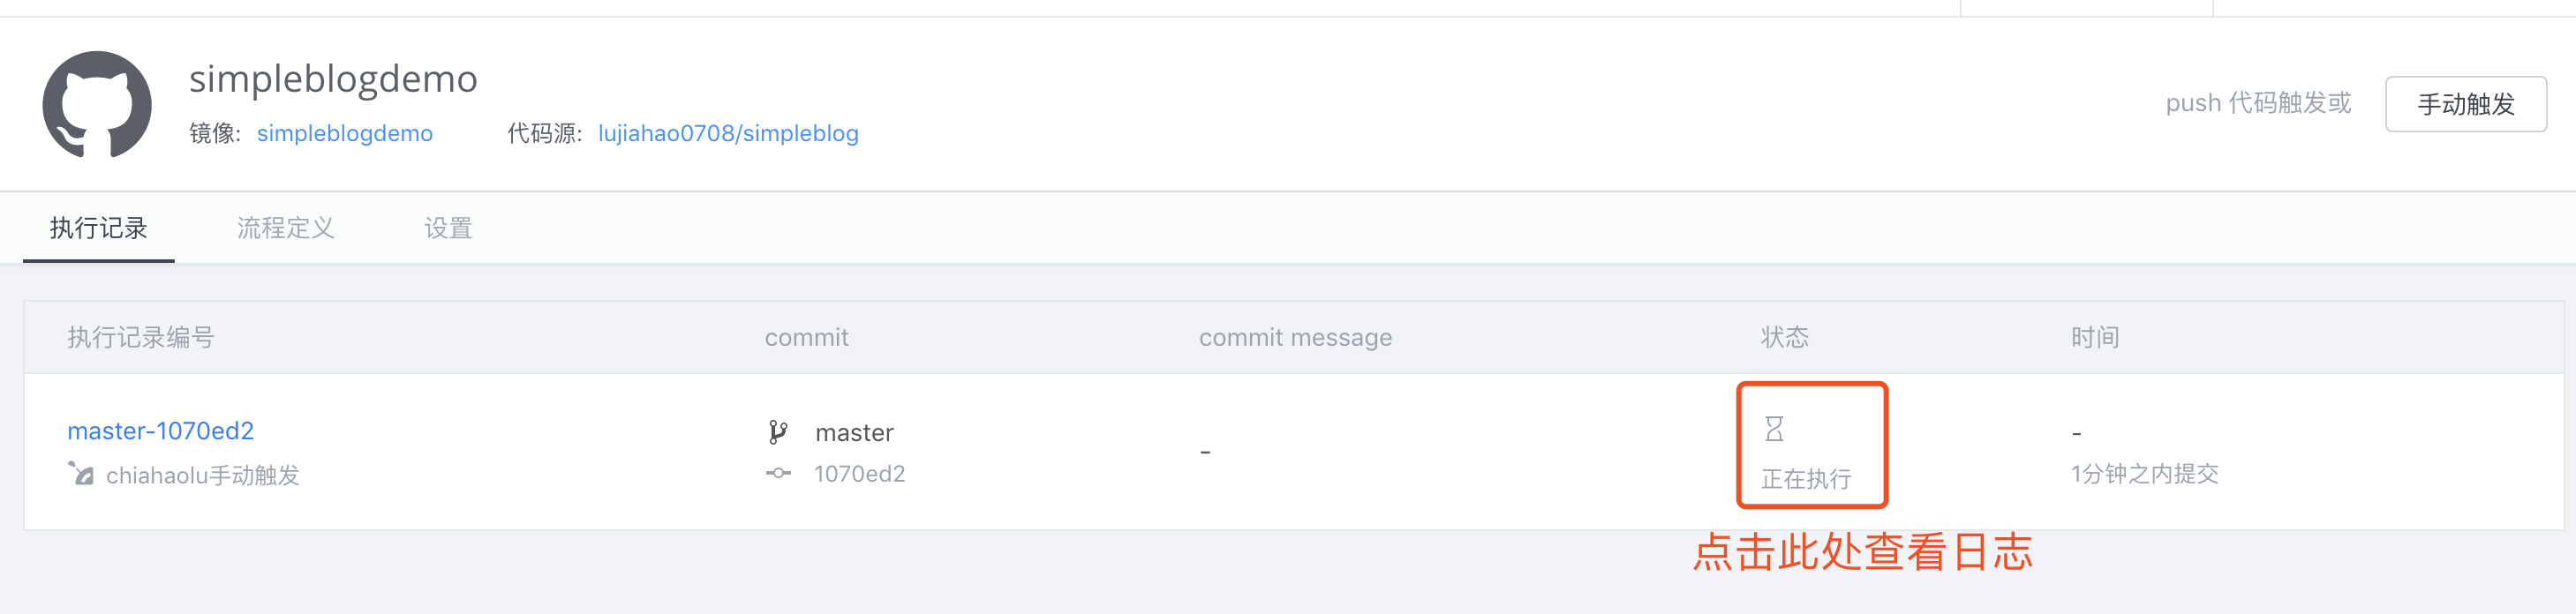 simpleblogdemo
镜像: simpleblogdemo 代码源: lujiahao0708/simpleblog
push 代码触发或 手动触发
执行记录 流程定义 设置
执行记录编号 commit commit message 状态 时间
master-1070ed2 master - 正在执行 -
chiahaolu手动触发 1070ed2 1分钟之内提交
点击此处查看日志